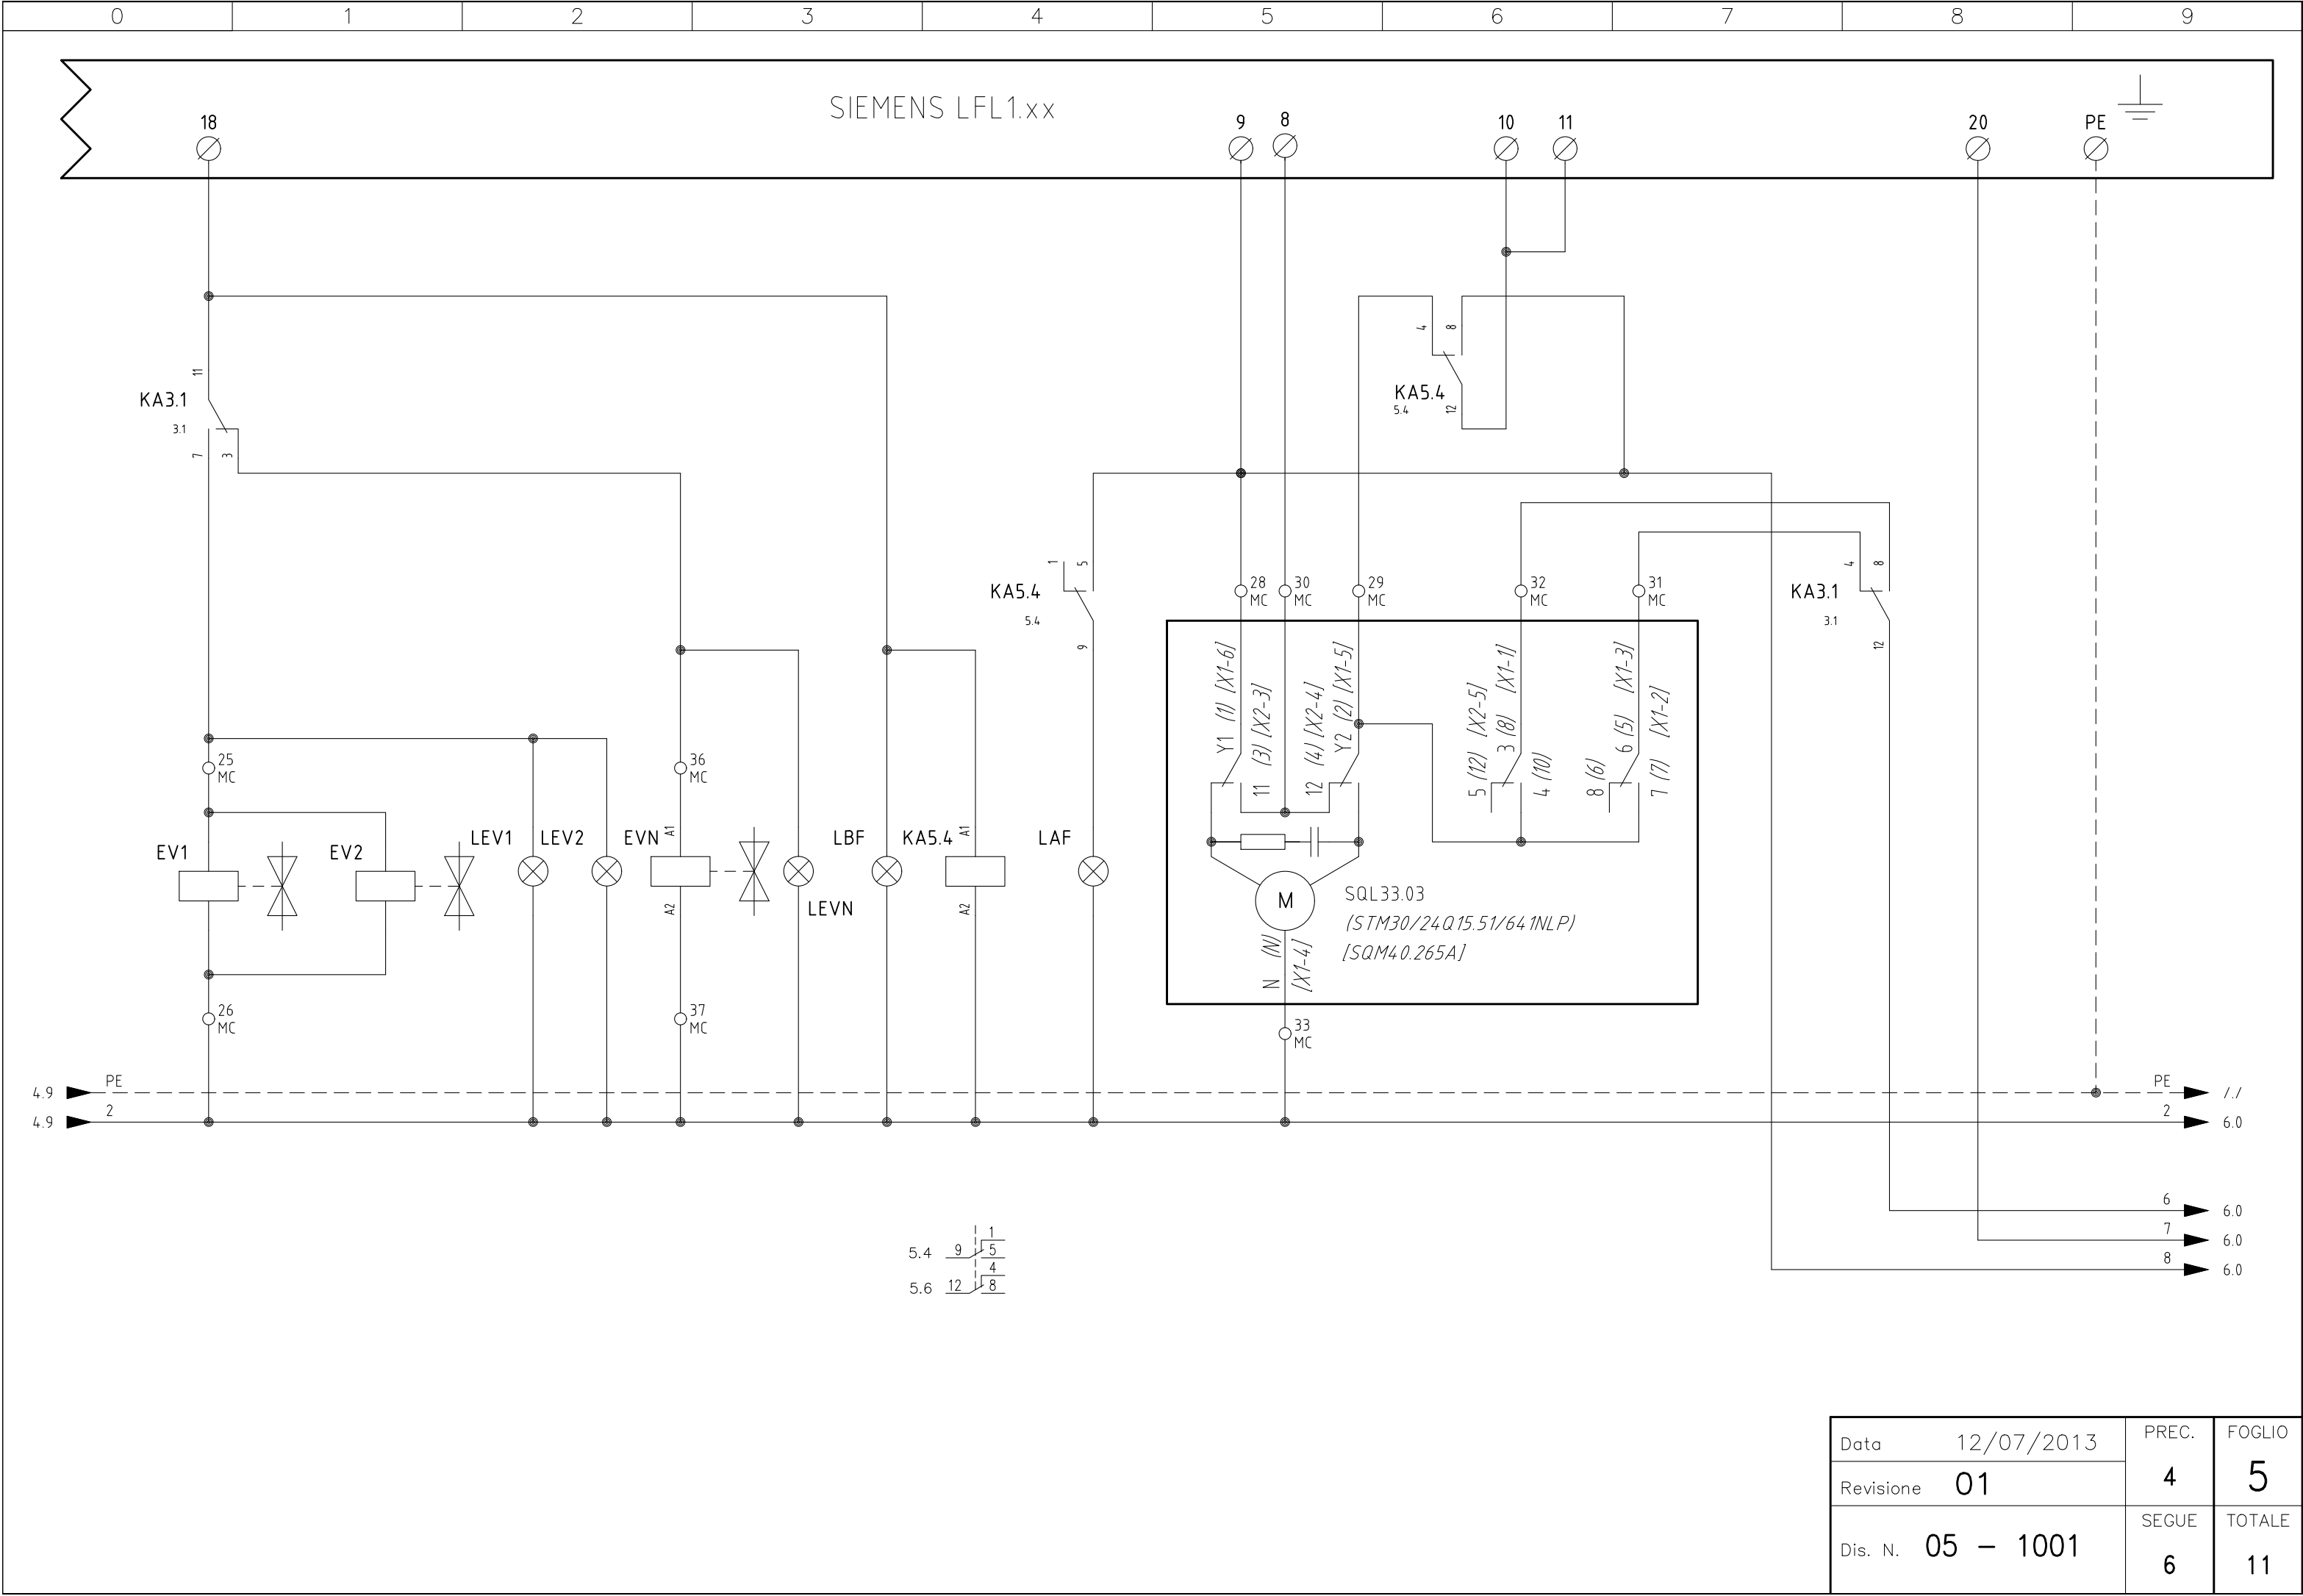 0 1 2 3 4 5 6 7 8 9
SIEMENS LFL1.xx
18 9 8 10 11 20 PE
4 8
KA5.4
5.4 12
11
KA3.1
3.1
7 3
1 5
KA5.4
5.4
9
28 MC
30 MC
29 MC
32 MC
31 MC
4 8
KA3.1
3.1
12
Y1 (1) [X1-6]
11 (3) [X2-3]
12 (4) [X2-4]
Y2 (2) [X1-5]
5 (12) [X2-5]
3 (8) [X1-1]
4 (10)
8 (6)
6 (5) [X1-3]
7 (7) [X1-2]
25 MC
36 MC
EV1 EV2 LEV1 LEV2 EVN A1 LBF KA5.4 A1 LAF
A2 LEVN A2
M
SQL33.03
(STM30/24Q15.51/641NLP)
[SQM40.265A]
N (N)
[X1-4]
26 MC
37 MC
33 MC
4.9 PE PE /./
4.9 2 2 6.0
6 6.0
7 6.0
8 6.0
1
5.4 9 5
4
5.6 12 8
Data 12/07/2013
Revisione 01
Dis. N. 05 - 1001
PREC.
4
FOGLIO
5
SEGUE
6
TOTALE
11